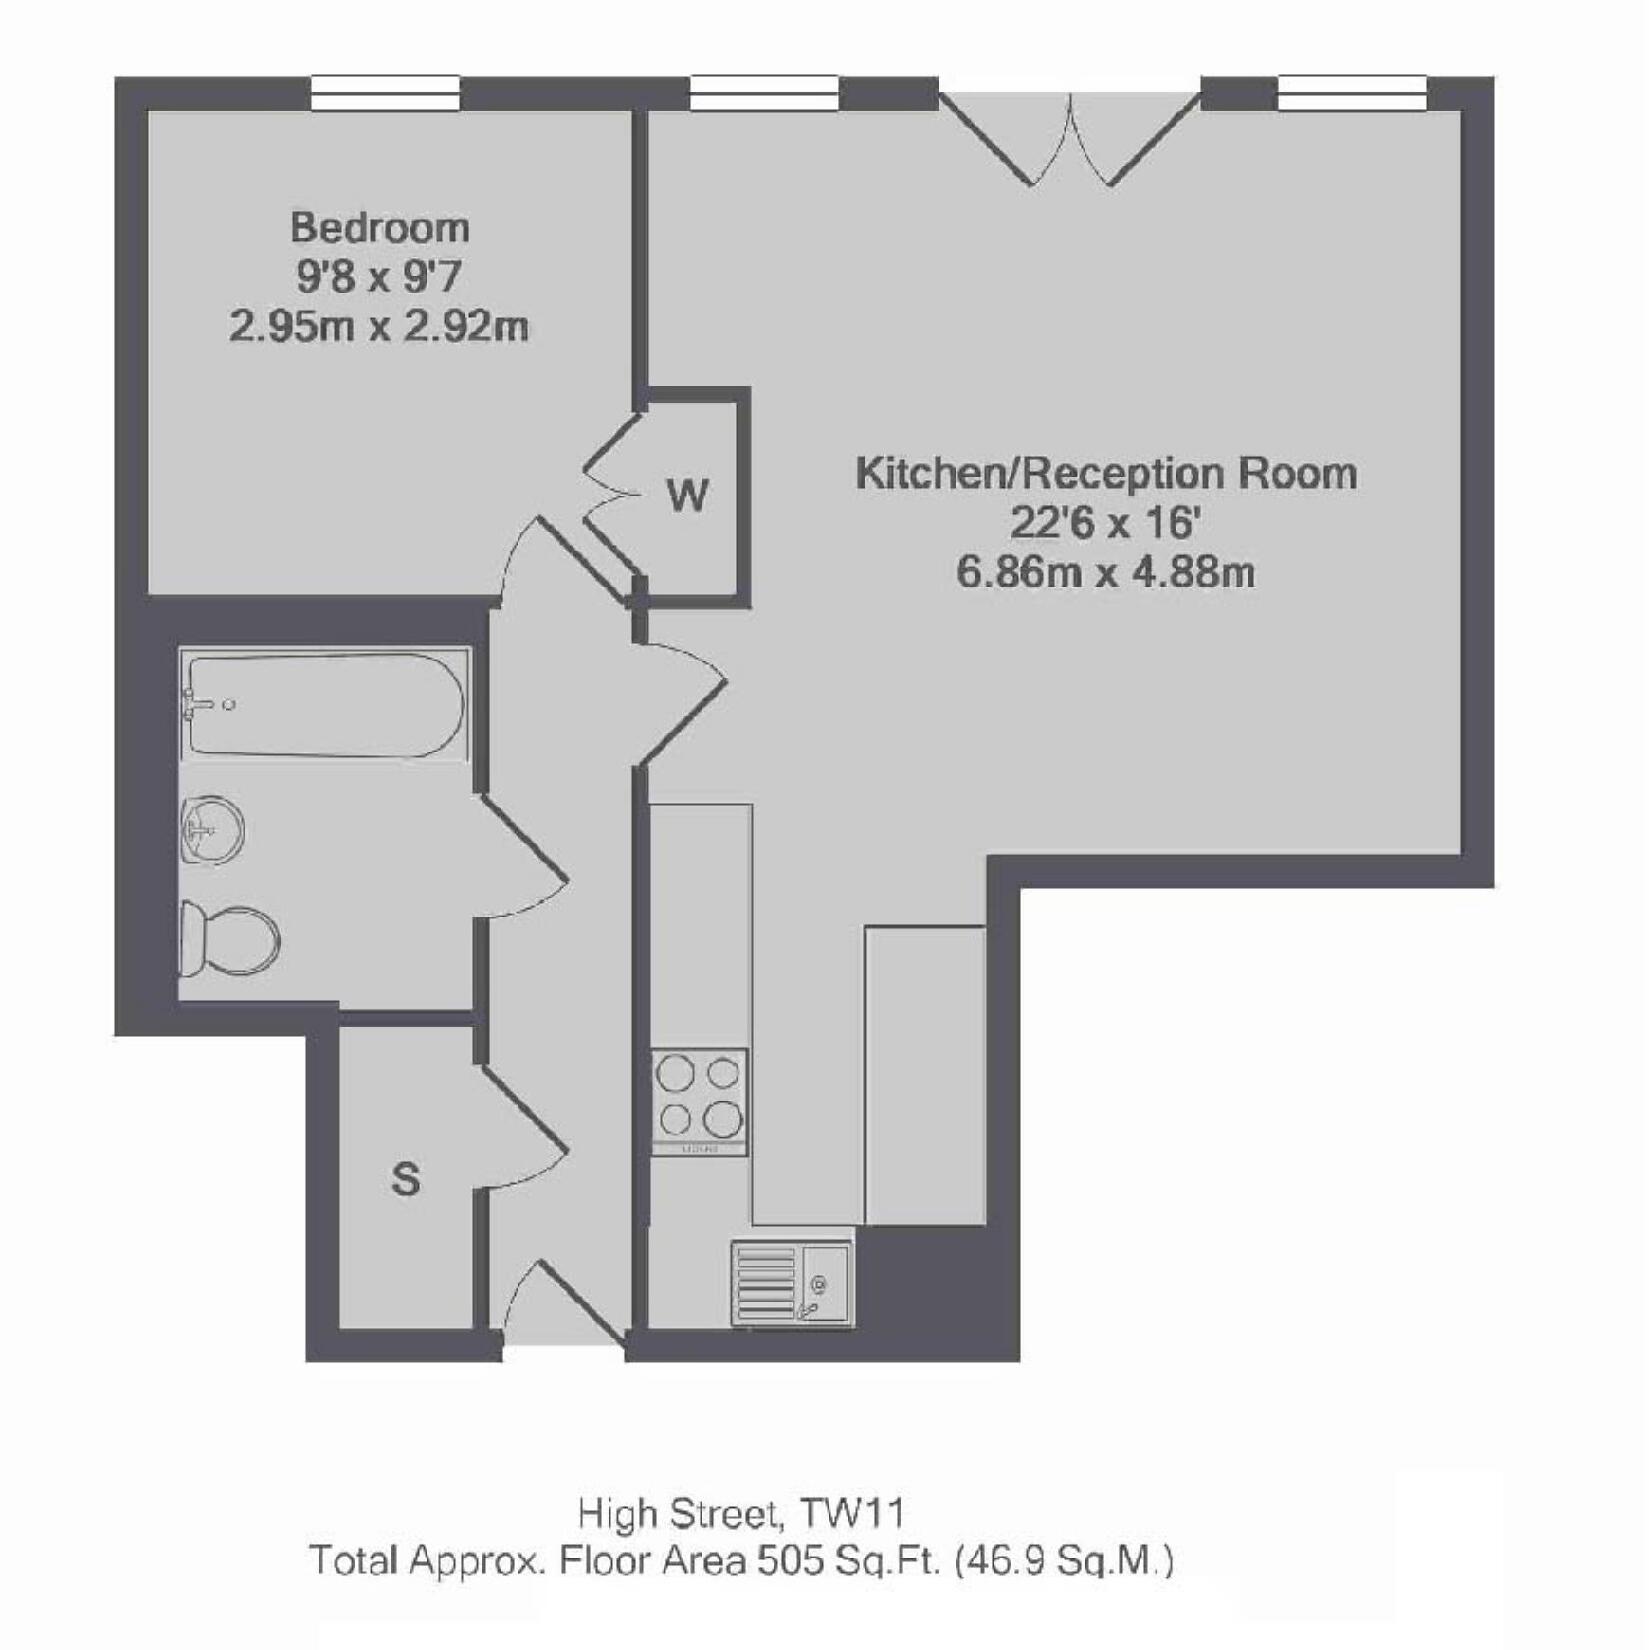 Bedroom
9'8 x 9'7
2.95m x 2.92m
W
Kitchen/Reception Room
22'6 x 16'
6.86m x 4.88m
S
High Street, TW11
Total Approx. Floor Area 505 Sq.Ft. (46.9 Sq.M.)